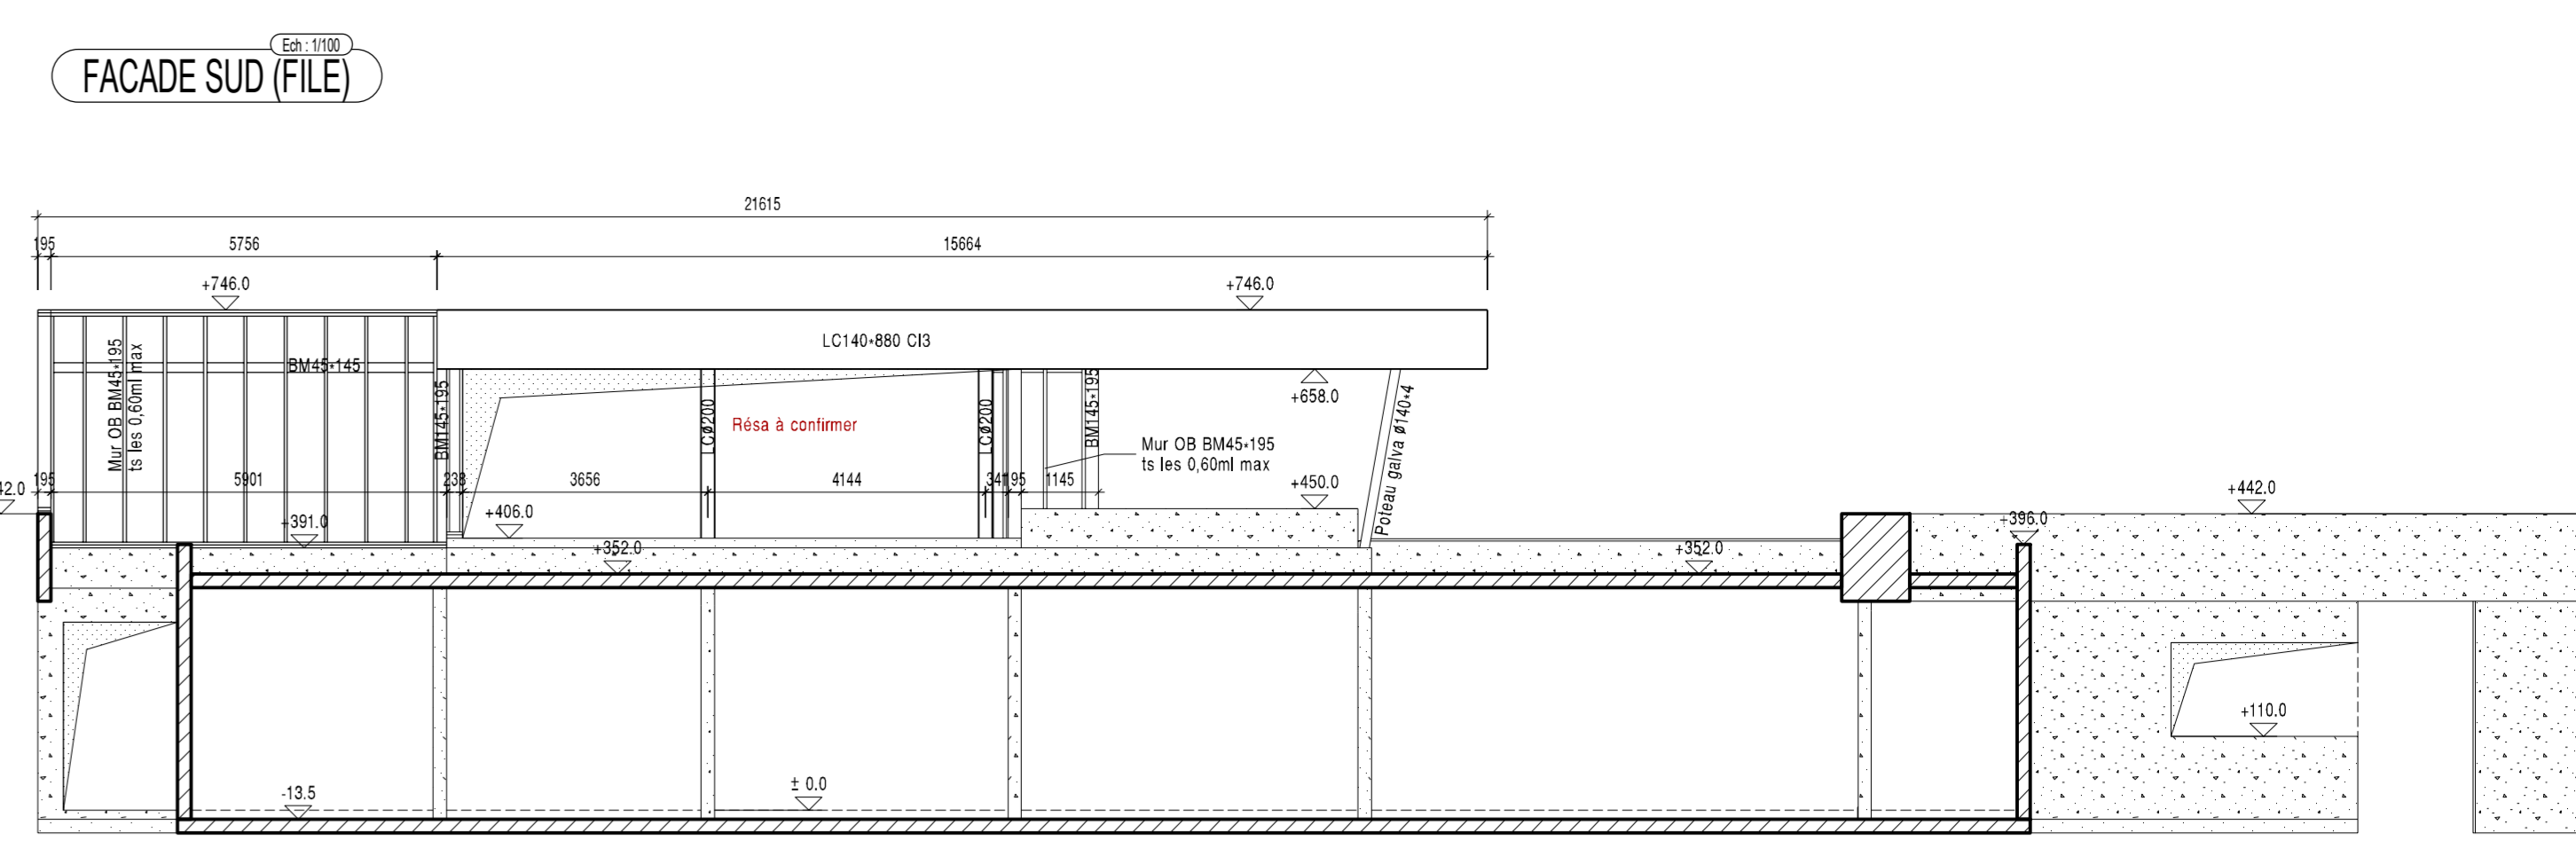 Ech : 1/100
FACADE SUD (FILE)
21615
195
5756
15664
+746.0
+746.0
LC140*880 Cl3
Mur OB BM45*195
ts les 0,60ml max
BM45*145
BM145*195
LCØ200
Résa à confirmer
LCØ200
BM145*195
+658.0
Poteau galva ø140*4
Mur OB BM45*195
ts les 0,60ml max
42.0
195
5901
233
3656
4144
34
195
1145
+450.0
+442.0
+406.0
+391.0
+396.0
+352.0
+352.0
+110.0
-13.5
± 0.0